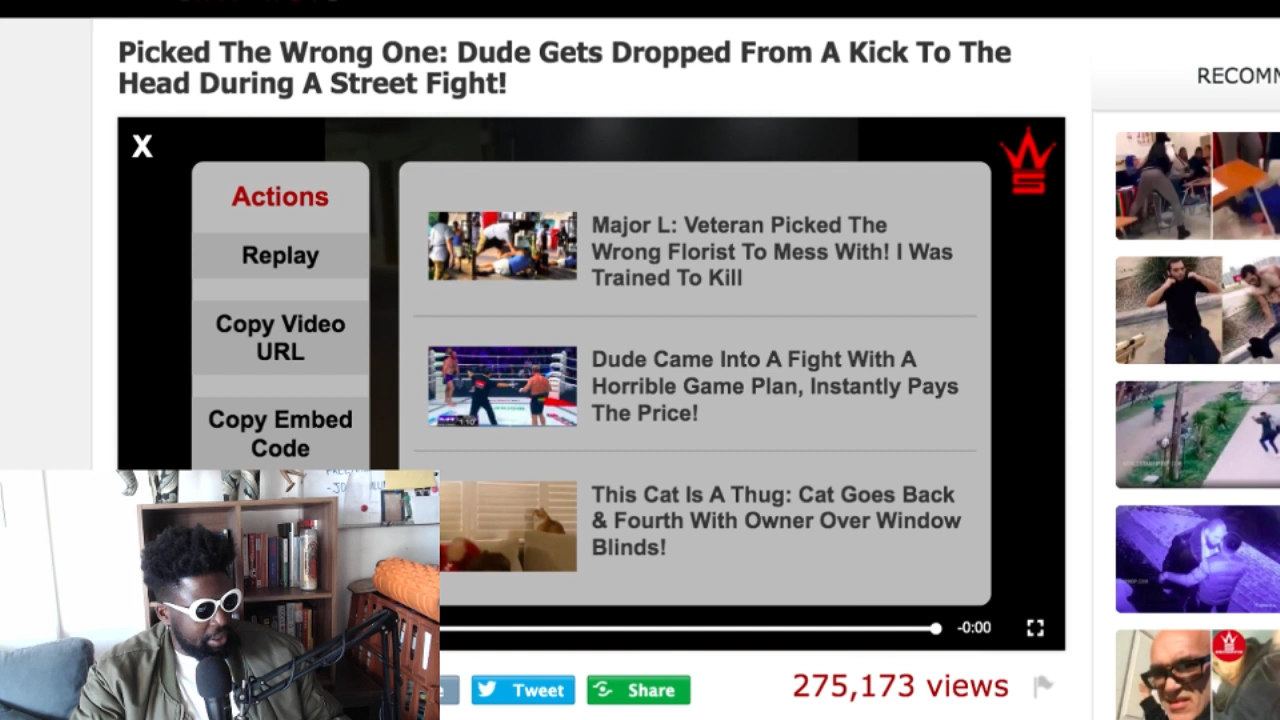 Picked The Wrong One: Dude Gets Dropped From A Kick To The
Head During A Street Fight!
RECOMM
X
Actions
Replay
Copy Video
URL
Copy Embed
Code
Major L: Veteran Picked The
Wrong Florist To Mess With! I Was
Trained To Kill
Dude Came Into A Fight With A
Horrible Game Plan, Instantly Pays
The Price!
This Cat Is A Thug: Cat Goes Back
& Fourth With Owner Over Window
Blinds!
-0:00
e
Tweet
Share
275,173 views